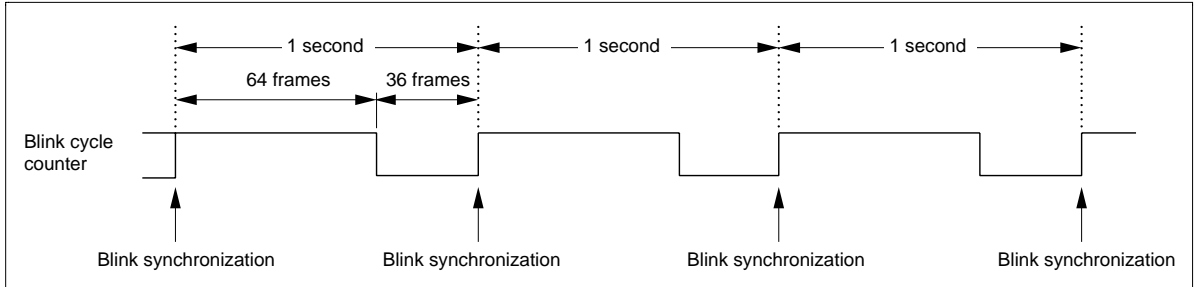 1 second 1 second 1 second
64 frames 36 frames
Blink cycle
counter
Blink synchronization Blink synchronization Blink synchronization Blink synchronization